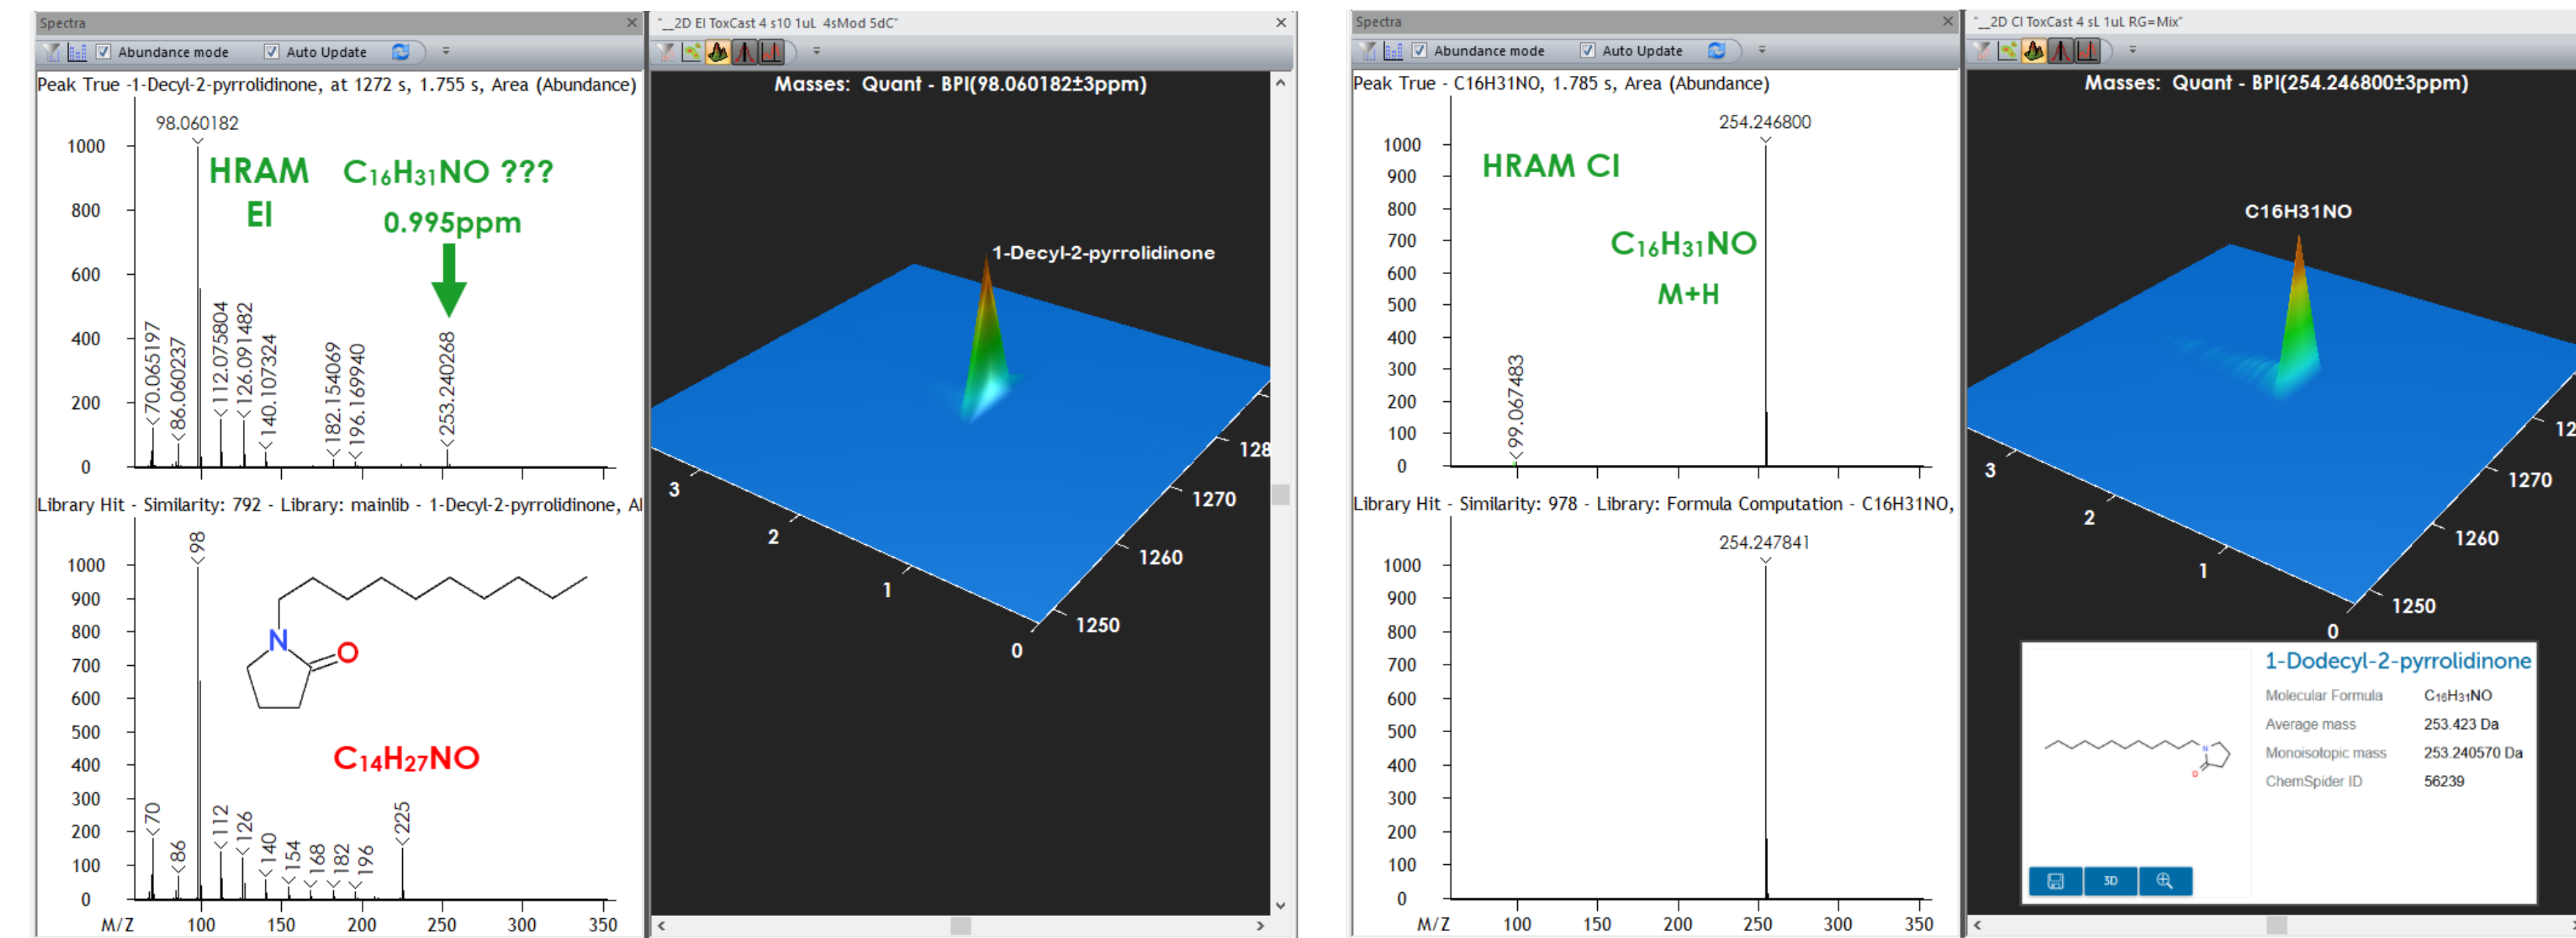 Spectra
Abundance mode
Auto Update
Peak True -1-Decyl-2-pyrrolidinone, at 1272 s, 1.755 s, Area (Abundance)
98.060182
1000
800
600
400
200
0
HRAM
EI
C₁₆H₃₁NO ???
0.995ppm
70.065197
86.060237
112.075804
126.091482
140.107324
182.154069
196.169940
253.240268
Library Hit - Similarity: 792 - Library: mainlib - 1-Decyl-2-pyrrolidinone, Al
98
1000
900
800
700
600
500
400
300
200
100
0
N
O
C₁₄H₂₇NO
70
86
112
126
140
154
168
182
196
225
M/Z 100 150 200 250 300 350
"__2D EI ToxCast 4 s10 1uL 4sMod 5dC"
Masses: Quant - BPI(98.060182±3ppm)
1-Decyl-2-pyrrolidinone
3
2
1
0
128
1270
1260
1250
Spectra
Abundance mode
Auto Update
Peak True - C16H31NO, 1.785 s, Area (Abundance)
254.246800
1000
900
800
700
600
500
400
300
200
100
0
HRAM CI
C₁₆H₃₁NO
M+H
99.067483
Library Hit - Similarity: 978 - Library: Formula Computation - C16H31NO,
254.247841
1000
900
800
700
600
500
400
300
200
100
0
M/Z 100 150 200 250 300 350
"__2D CI ToxCast 4 sL 1uL RG=Mix"
Masses: Quant - BPI(254.246800±3ppm)
C16H31NO
3
2
1
0
12
1270
1260
1250
1-Dodecyl-2-pyrrolidinone
Molecular Formula C₁₆H₃₁NO
Average mass 253.423 Da
Monoisotopic mass 253.240570 Da
ChemSpider ID 56239
N
O
3D